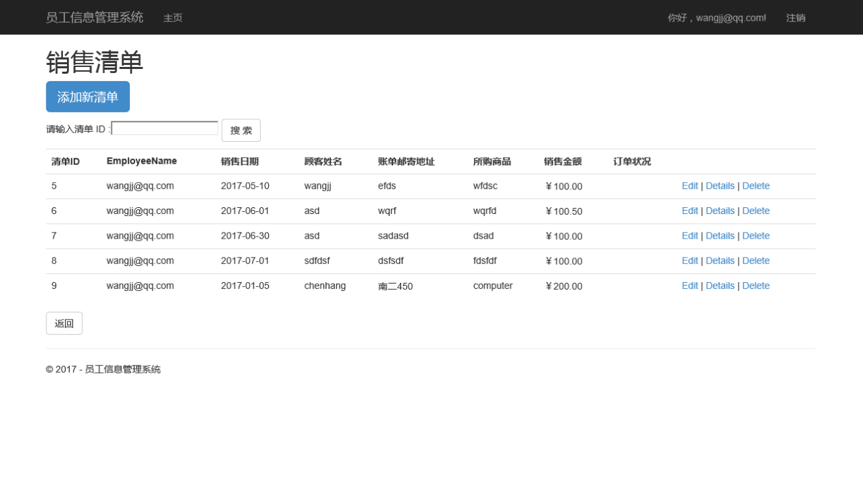 员工信息管理系统 主页 你好，wangjj@qq.com! 注销
销售清单
添加新清单
请输入清单 ID : 搜 索
清单ID EmployeeName 销售日期 顾客姓名 账单邮寄地址 所购商品 销售金额 订单状况
5 wangjj@qq.com 2017-05-10 wangjj efds wfdsc ¥ 100.00 Edit | Details | Delete
6 wangjj@qq.com 2017-06-01 asd wqrf wqrfd ¥ 100.50 Edit | Details | Delete
7 wangjj@qq.com 2017-06-30 asd sadasd dsad ¥ 100.00 Edit | Details | Delete
8 wangjj@qq.com 2017-07-01 sdfdsf dsfsdf fdsfdf ¥ 100.00 Edit | Details | Delete
9 wangjj@qq.com 2017-01-05 chenhang 南二450 computer ¥ 200.00 Edit | Details | Delete
返回
© 2017 - 员工信息管理系统